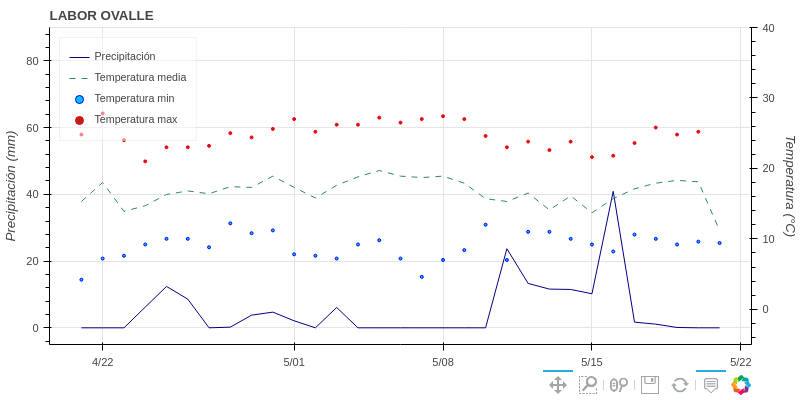 LABOR OVALLE
Precipitación
Temperatura media
Temperatura min
Temperatura max
Precipitación (mm)
80
60
40
20
0
Temperatura (°C)
40
30
20
10
0
4/22
5/01
5/08
5/15
5/22